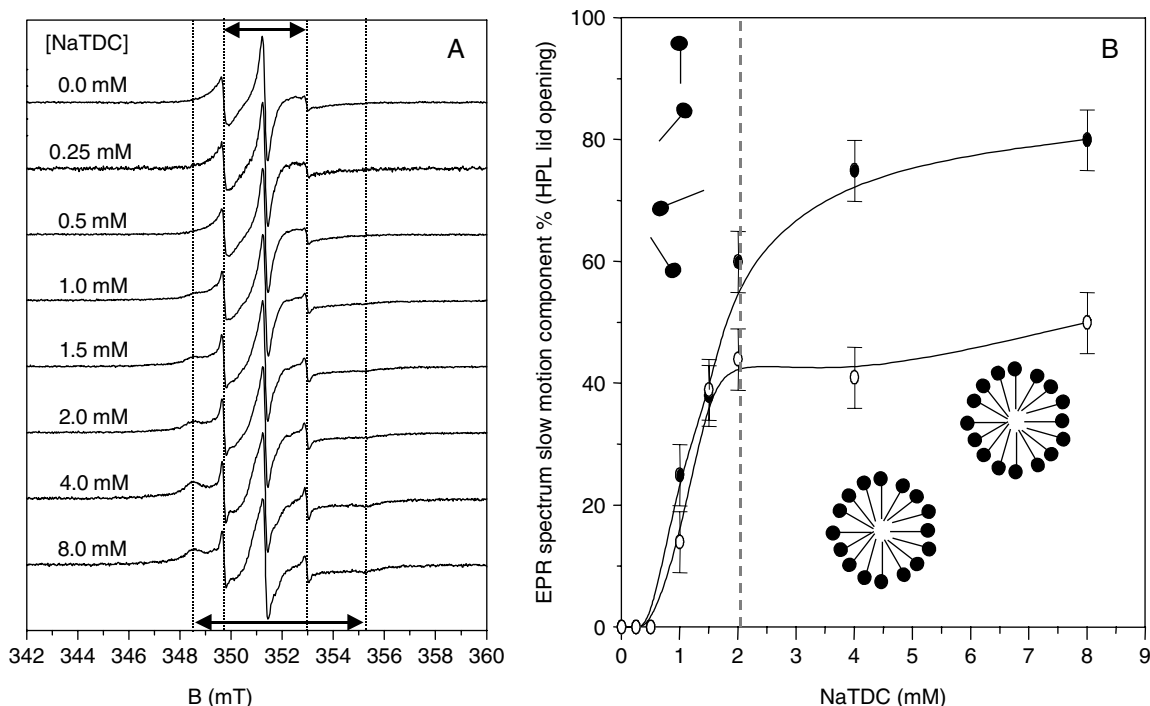 [NaTDC]
A
0.0 mM
0.25 mM
0.5 mM
1.0 mM
1.5 mM
2.0 mM
4.0 mM
8.0 mM
342 344 346 348 350 352 354 356 358 360
B (mT)
EPR spectrum slow motion component % (HPL lid opening)
B
100
80
60
40
20
0
0 1 2 3 4 5 6 7 8 9
NaTDC (mM)